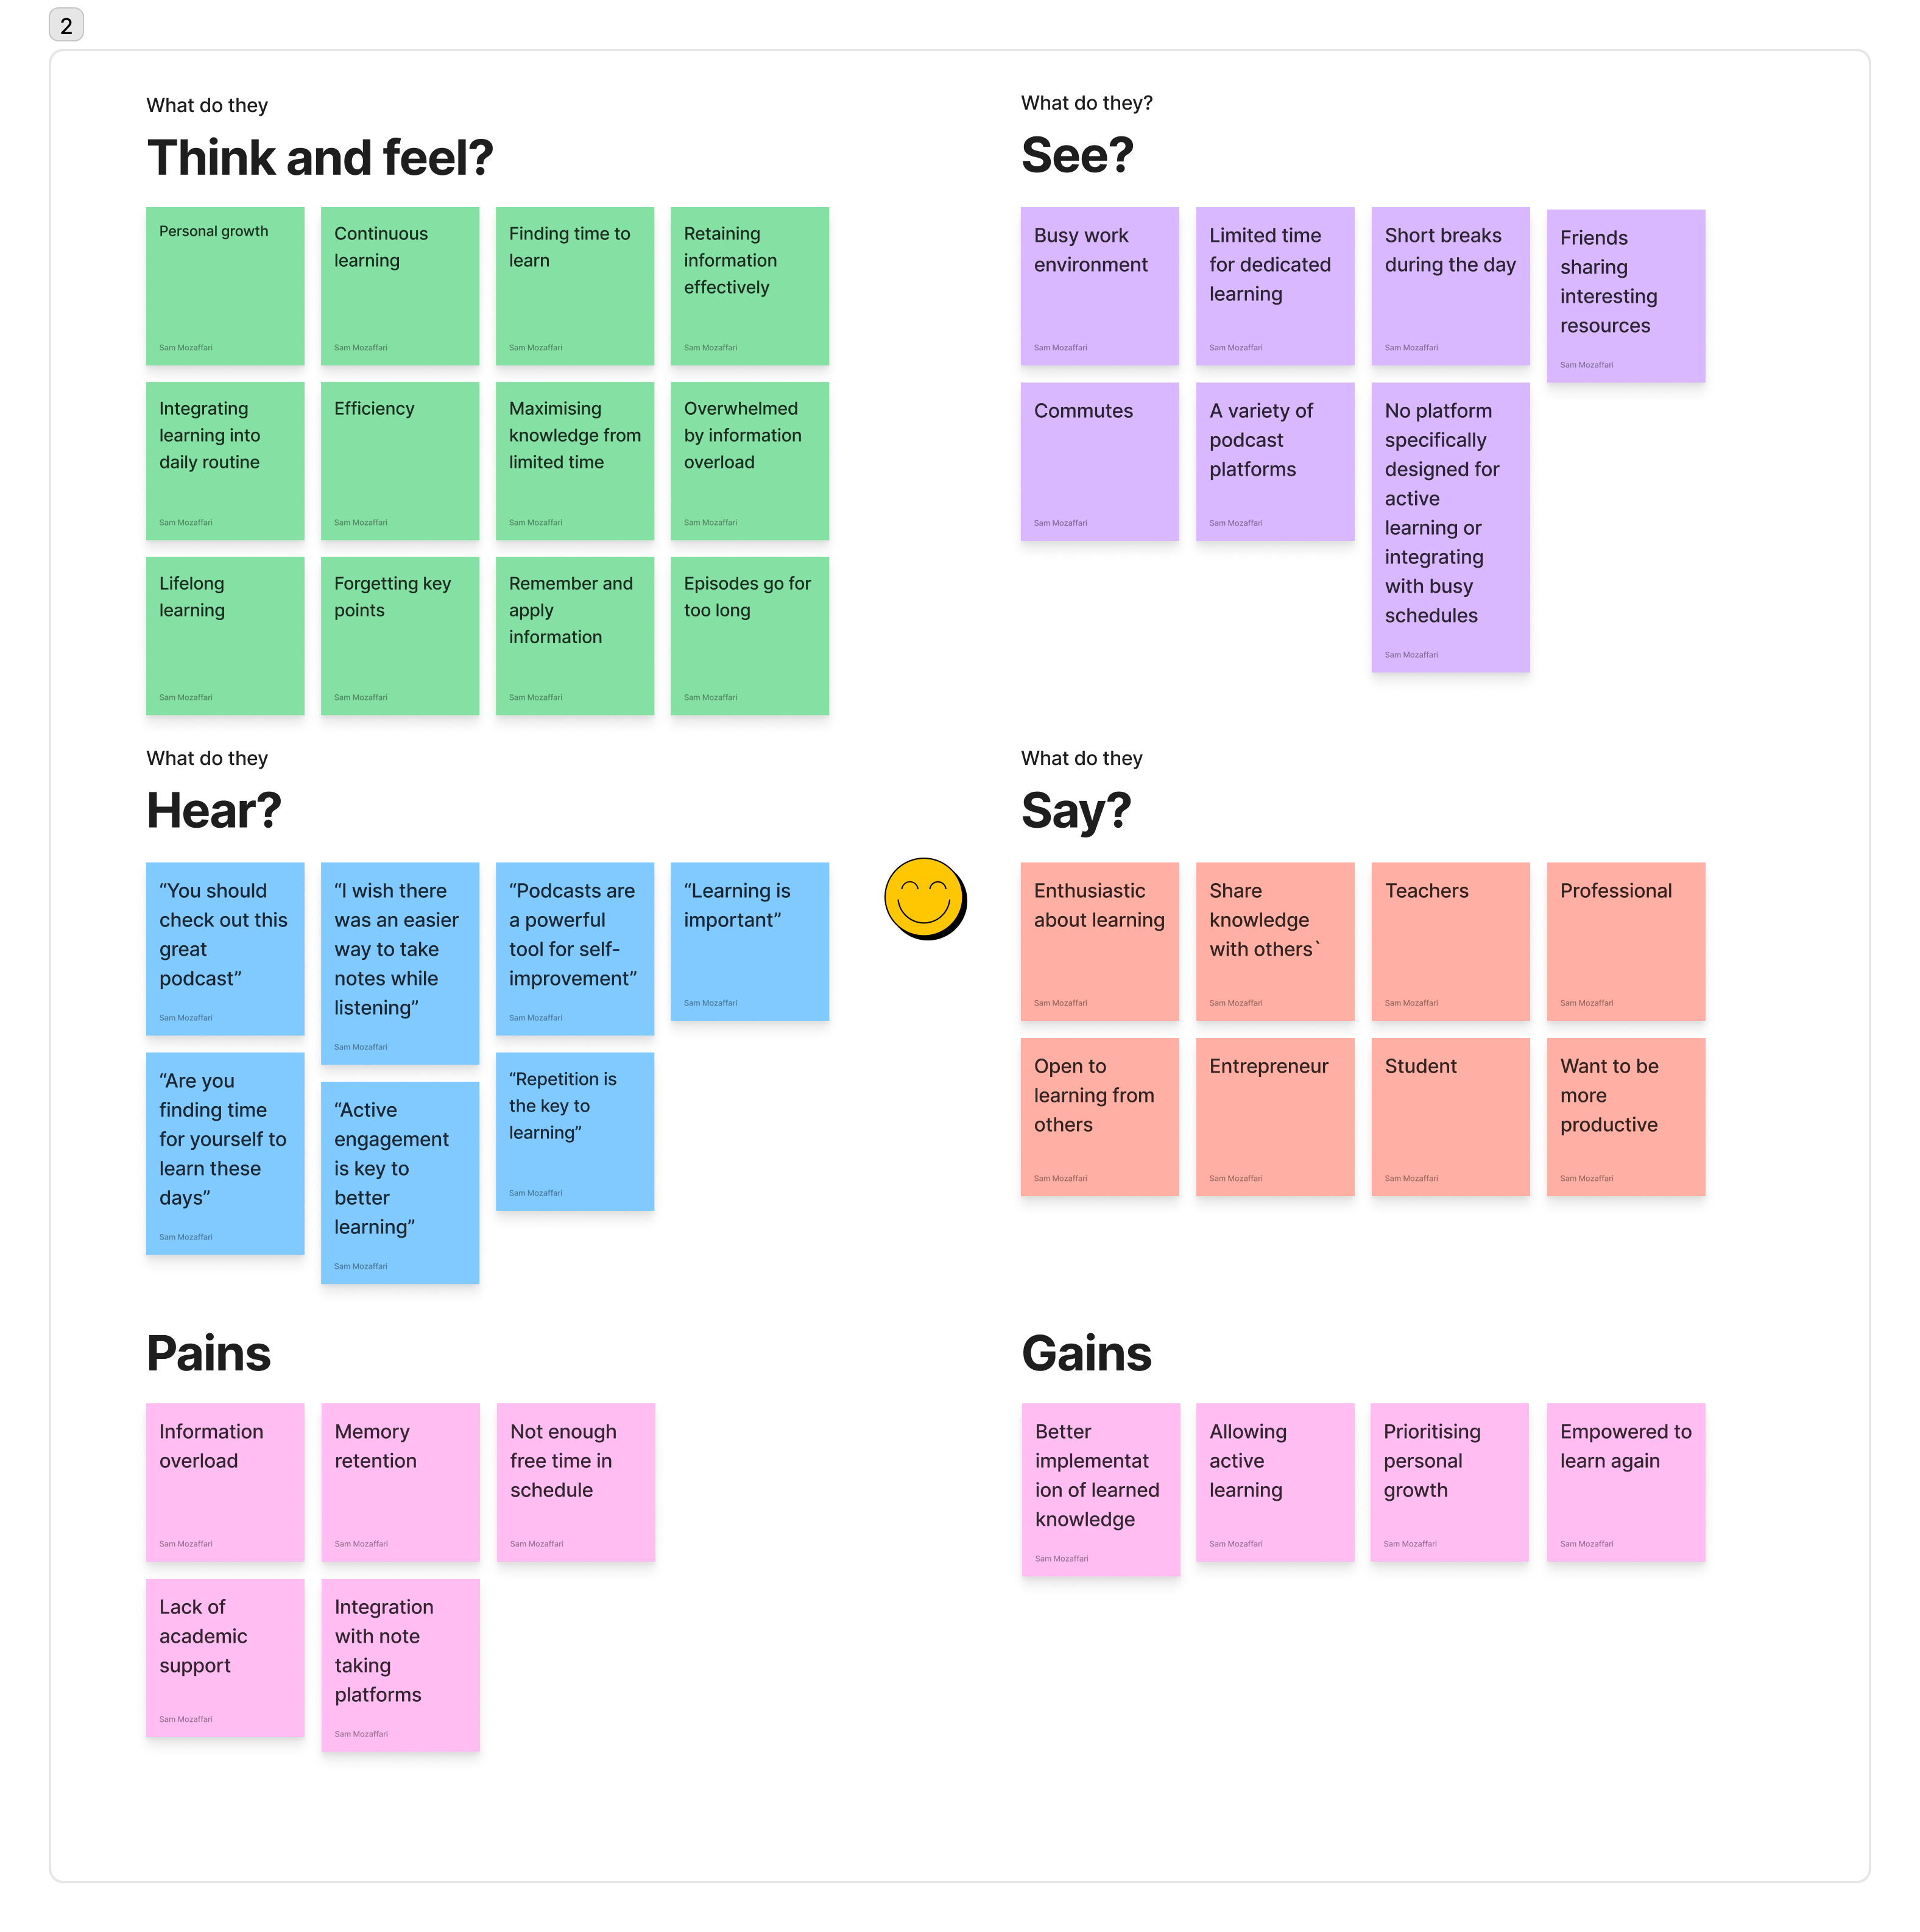 2
What do they
Think and feel?
Personal growth
Sam Mozaffari
Continuous
learning
Sam Mozaffari
Finding time to
learn
Sam Mozaffari
Retaining
information
effectively
Sam Mozaffari
Integrating
learning into
daily routine
Sam Mozaffari
Efficiency
Sam Mozaffari
Maximising
knowledge from
limited time
Sam Mozaffari
Overwhelmed
by information
overload
Sam Mozaffari
Lifelong
learning
Sam Mozaffari
Forgetting key
points
Sam Mozaffari
Remember and
apply
information
Sam Mozaffari
Episodes go for
too long
Sam Mozaffari
What do they?
See?
Busy work
environment
Sam Mozaffari
Limited time
for dedicated
learning
Sam Mozaffari
Short breaks
during the day
Sam Mozaffari
Friends
sharing
interesting
resources
Sam Mozaffari
Commutes
Sam Mozaffari
A variety of
podcast
platforms
Sam Mozaffari
No platform
specifically
designed for
active
learning or
integrating
with busy
schedules
Sam Mozaffari
What do they
Hear?
“You should
check out this
great
podcast”
Sam Mozaffari
“I wish there
was an easier
way to take
notes while
listening”
Sam Mozaffari
“Podcasts are
a powerful
tool for self-
improvement”
Sam Mozaffari
“Learning is
important”
Sam Mozaffari
“Are you
finding time
for yourself to
learn these
days”
Sam Mozaffari
“Active
engagement
is key to
better
learning”
Sam Mozaffari
“Repetition is
the key to
learning”
Sam Mozaffari
What do they
Say?
Enthusiastic
about learning
Sam Mozaffari
Share
knowledge
with others`
Sam Mozaffari
Teachers
Sam Mozaffari
Professional
Sam Mozaffari
Open to
learning from
others
Sam Mozaffari
Entrepreneur
Sam Mozaffari
Student
Sam Mozaffari
Want to be
more
productive
Sam Mozaffari
Pains
Information
overload
Sam Mozaffari
Memory
retention
Sam Mozaffari
Not enough
free time in
schedule
Sam Mozaffari
Lack of
academic
support
Sam Mozaffari
Integration
with note
taking
platforms
Sam Mozaffari
Gains
Better
implementat
ion of learned
knowledge
Sam Mozaffari
Allowing
active
learning
Sam Mozaffari
Prioritising
personal
growth
Sam Mozaffari
Empowered to
learn again
Sam Mozaffari